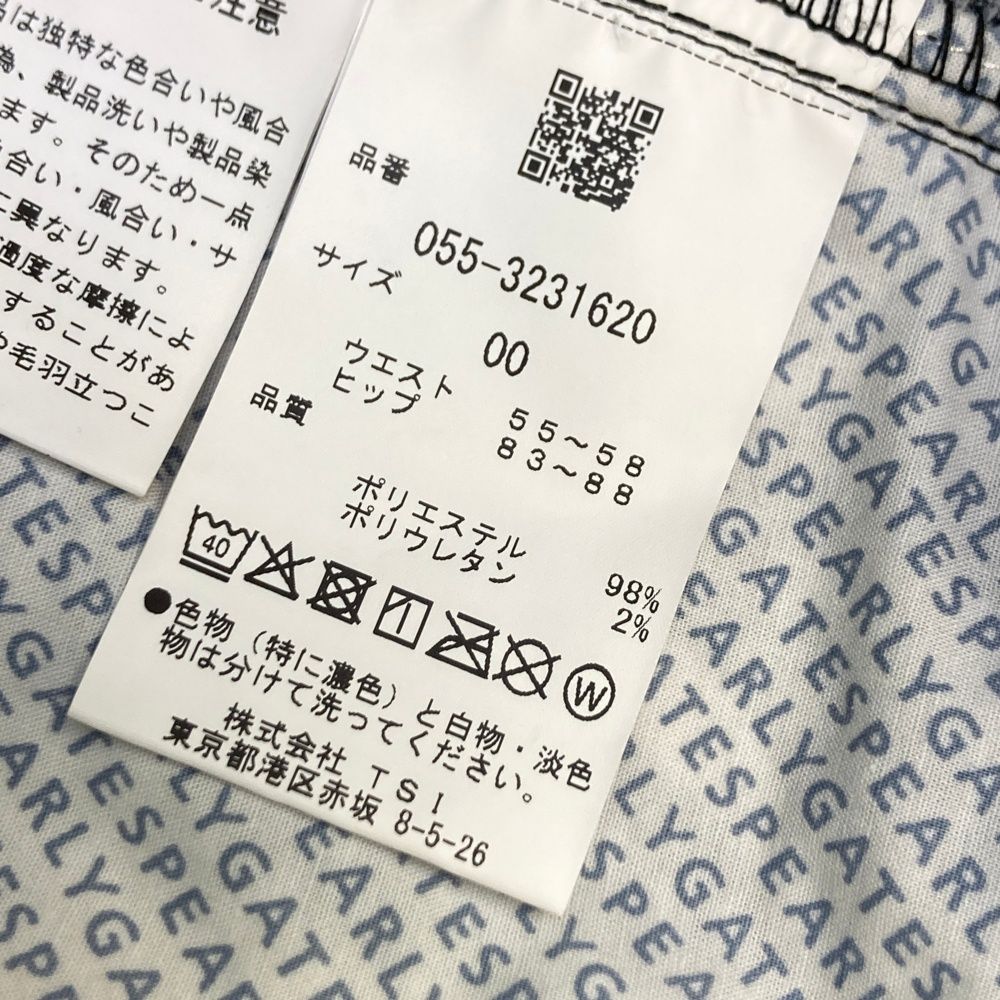 注意
は独特な色合いや風合
為、製品洗いや製品染
ます。そのため一点
合い・風合い・サ
異なります。
過度な摩擦によ
することがあ
や毛羽立つこ
品番
055-3231620
サイズ
00
ウエスト 55～58
ヒップ 83～88
品質
ポリエステル 98%
ポリウレタン 2%
40
W
●色物（特に濃色）と白物・淡色
物は分けて洗ってください。
株式会社 TSI
東京都港区赤坂 8-5-26
PEARLYGATES